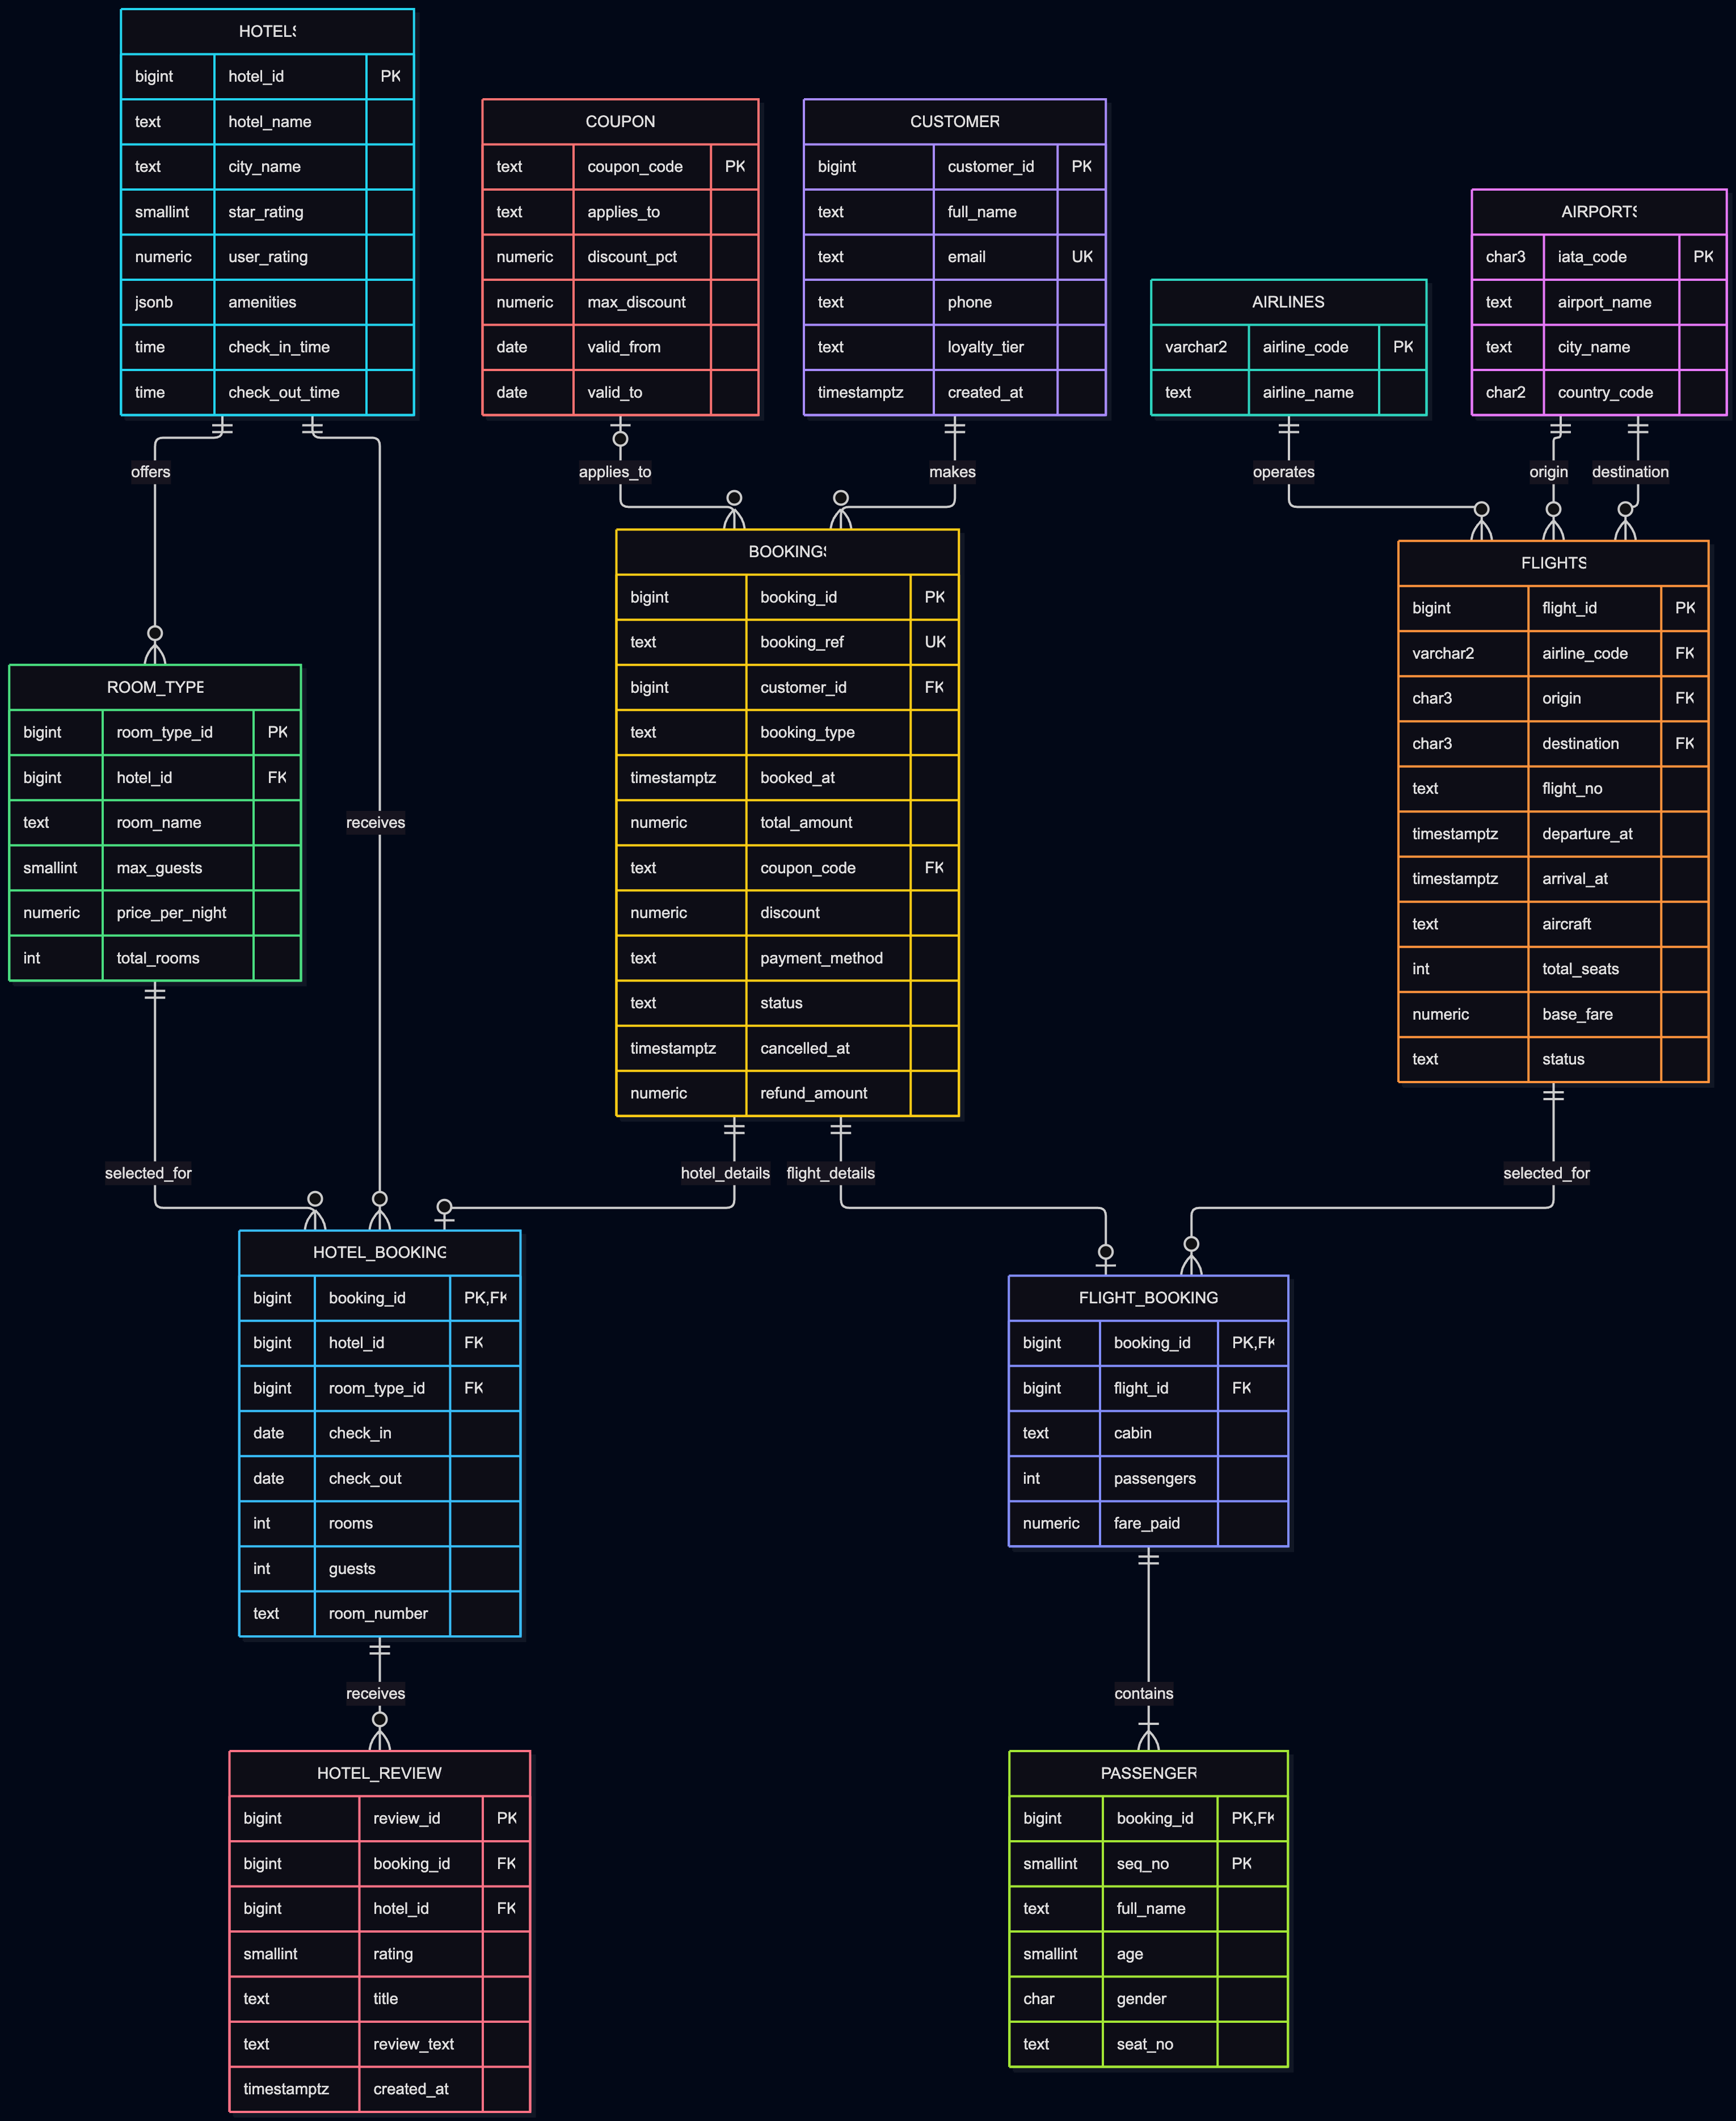 HOTELS
bigint hotel_id PK
text hotel_name
text city_name
smallint star_rating
numeric user_rating
jsonb amenities
time check_in_time
time check_out_time
COUPON
text coupon_code PK
text applies_to
numeric discount_pct
numeric max_discount
date valid_from
date valid_to
CUSTOMER
bigint customer_id PK
text full_name
text email UK
text phone
text loyalty_tier
timestamptz created_at
AIRLINES
varchar2 airline_code PK
text airline_name
AIRPORTS
char3 iata_code PK
text airport_name
text city_name
char2 country_code
offers
applies_to
makes
operates
origin
destination
BOOKINGS
bigint booking_id PK
text booking_ref UK
bigint customer_id FK
text booking_type
timestamptz booked_at
numeric total_amount
text coupon_code FK
numeric discount
text payment_method
text status
timestamptz cancelled_at
numeric refund_amount
FLIGHTS
bigint flight_id PK
varchar2 airline_code FK
char3 origin FK
char3 destination FK
text flight_no
timestamptz departure_at
timestamptz arrival_at
text aircraft
int total_seats
numeric base_fare
text status
ROOM_TYPE
bigint room_type_id PK
bigint hotel_id FK
text room_name
smallint max_guests
numeric price_per_night
int total_rooms
receives
selected_for
hotel_details
flight_details
selected_for
HOTEL_BOOKING
bigint booking_id PK,FK
bigint hotel_id FK
bigint room_type_id FK
date check_in
date check_out
int rooms
int guests
text room_number
FLIGHT_BOOKING
bigint booking_id PK,FK
bigint flight_id FK
text cabin
int passengers
numeric fare_paid
receives
contains
HOTEL_REVIEW
bigint review_id PK
bigint booking_id FK
bigint hotel_id FK
smallint rating
text title
text review_text
timestamptz created_at
PASSENGER
bigint booking_id PK,FK
smallint seq_no PK
text full_name
smallint age
char gender
text seat_no